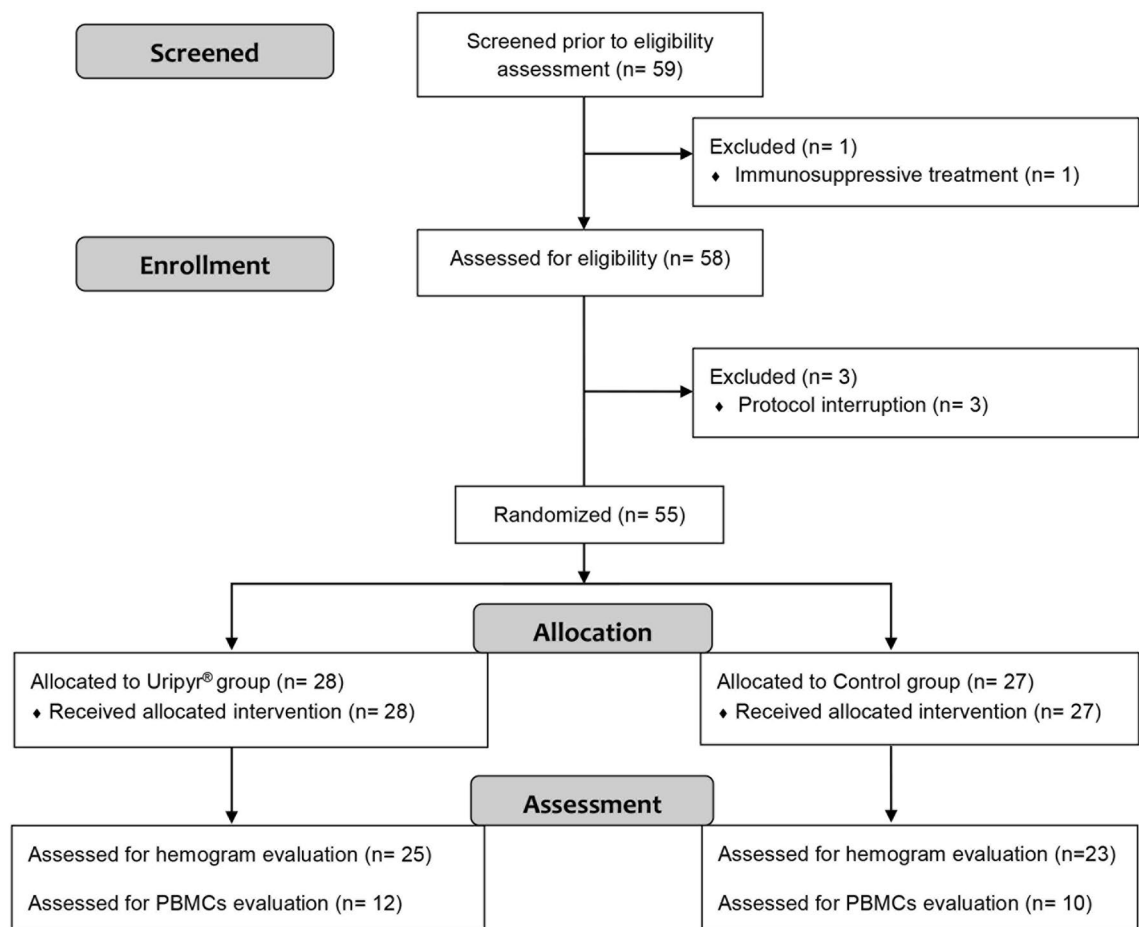 Screened
Screened prior to eligibility
assessment (n= 59)
Excluded (n= 1)
♦ Immunosuppressive treatment (n= 1)
Enrollment
Assessed for eligibility (n= 58)
Excluded (n= 3)
♦ Protocol interruption (n= 3)
Randomized (n= 55)
Allocation
Allocated to Uripyr® group (n= 28)
♦ Received allocated intervention (n= 28)
Allocated to Control group (n= 27)
♦ Received allocated intervention (n= 27)
Assessment
Assessed for hemogram evaluation (n= 25)
Assessed for PBMCs evaluation (n= 12)
Assessed for hemogram evaluation (n=23)
Assessed for PBMCs evaluation (n= 10)